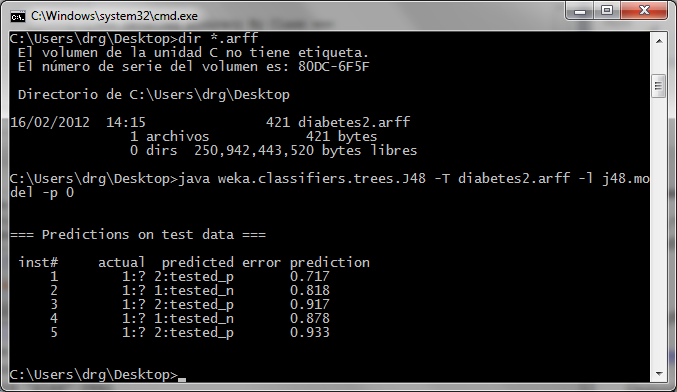 C:\Windows\system32\cmd.exe
C:\Users\drg\Desktop>dir *.arff
El volumen de la unidad C no tiene etiqueta.
El número de serie del volumen es: 80DC-6F5F
Directorio de C:\Users\drg\Desktop
16/02/2012  14:15               421 diabetes2.arff
1 archivos            421 bytes
0 dirs  250,942,443,520 bytes libres
C:\Users\drg\Desktop>java weka.classifiers.trees.J48 -T diabetes2.arff -l j48.mo
del -p 0
=== Predictions on test data ===
inst#     actual  predicted error prediction
1        1:? 2:tested_p       0.717
2        1:? 1:tested_n       0.818
3        1:? 2:tested_p       0.917
4        1:? 1:tested_n       0.878
5        1:? 2:tested_p       0.933
C:\Users\drg\Desktop>_